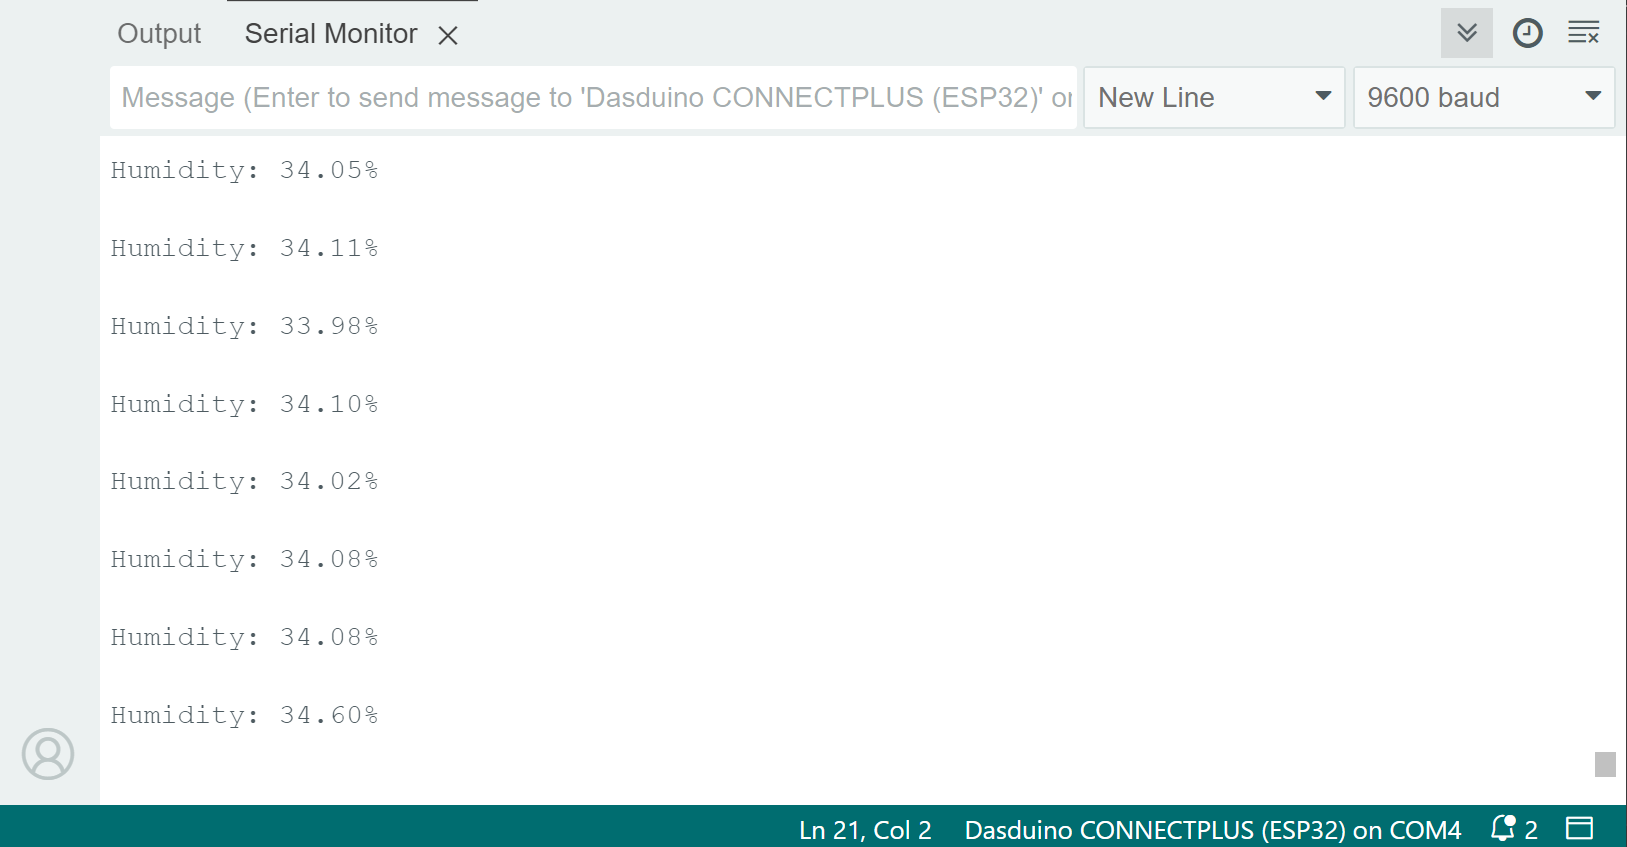 Output Serial Monitor
Message (Enter to send message to 'Dasduino CONNECTPLUS (ESP32)' or New Line 9600 baud
Humidity: 34.05%
Humidity: 34.11%
Humidity: 33.98%
Humidity: 34.10%
Humidity: 34.02%
Humidity: 34.08%
Humidity: 34.08%
Humidity: 34.60%
Ln 21, Col 2 Dasduino CONNECTPLUS (ESP32) on COM4 2